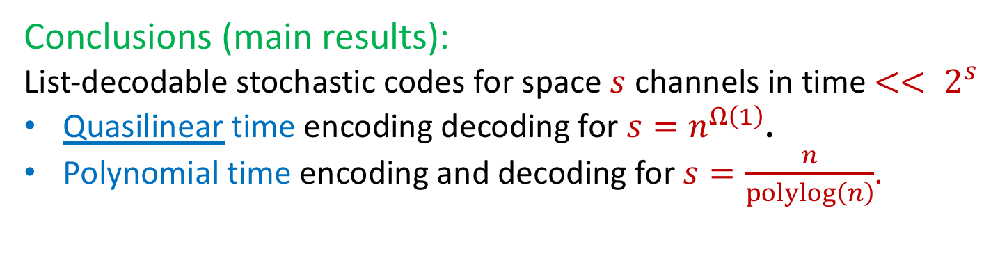 Conclusions (main results):
List-decodable stochastic codes for space $s$ channels in time $<< 2^s$
• Quasilinear time encoding decoding for $s = n^{\Omega(1)}$.
• Polynomial time encoding and decoding for $s = \frac{n}{\text{polylog}(n)}$.